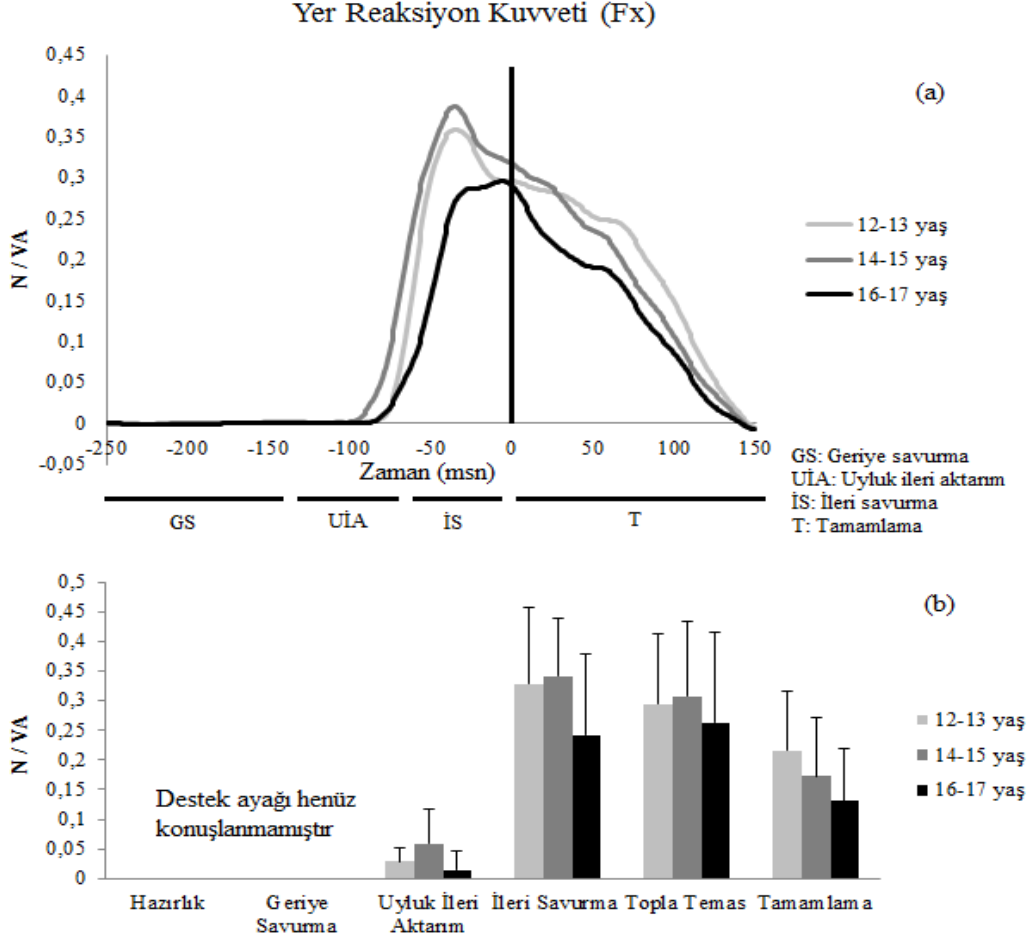 Yer Reaksiyon Kuvveti (Fx)
0,45
0,4
0,35
0,3
0,25
0,2
0,15
0,1
0,05
0
-0,05
N / VA
(a)
12-13 yaş
14-15 yaş
16-17 yaş
-250 -200 -150 -100 -50 0 50 100 150
Zaman (msn)
GS UİA İS T
GS: Geriye savurma
UİA: Uyluk ileri aktarım
İS: İleri savurma
T: Tamamlama
0,5
0,45
0,4
0,35
0,3
0,25
0,2
0,15
0,1
0,05
0
N / VA
(b)
12-13 yaş
14-15 yaş
16-17 yaş
Destek ayağı henüz
konuşlanmamıştır
Hazırlık Geriye Uyluk İleri İleri Savurma Topla Temas Tamamlama
Savurma Aktarım